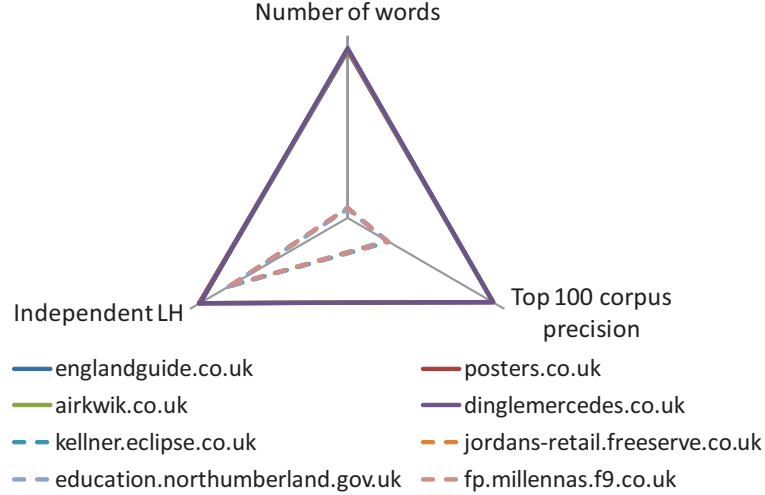 Number of words
Independent LH
Top 100 corpus
precision
englandguide.co.uk
posters.co.uk
airkwik.co.uk
dinglemercedes.co.uk
kellner.eclipse.co.uk
jordans-retail.freeserve.co.uk
education.northumberland.gov.uk
fp.millennas.f9.co.uk